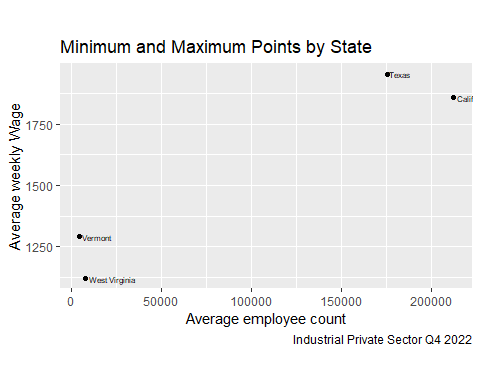 Minimum and Maximum Points by State
Average weekly Wage
1750
1500
1250
Texas
Calif
Vermont
West Virginia
0
50000
100000
150000
200000
Average employee count
Industrial Private Sector Q4 2022